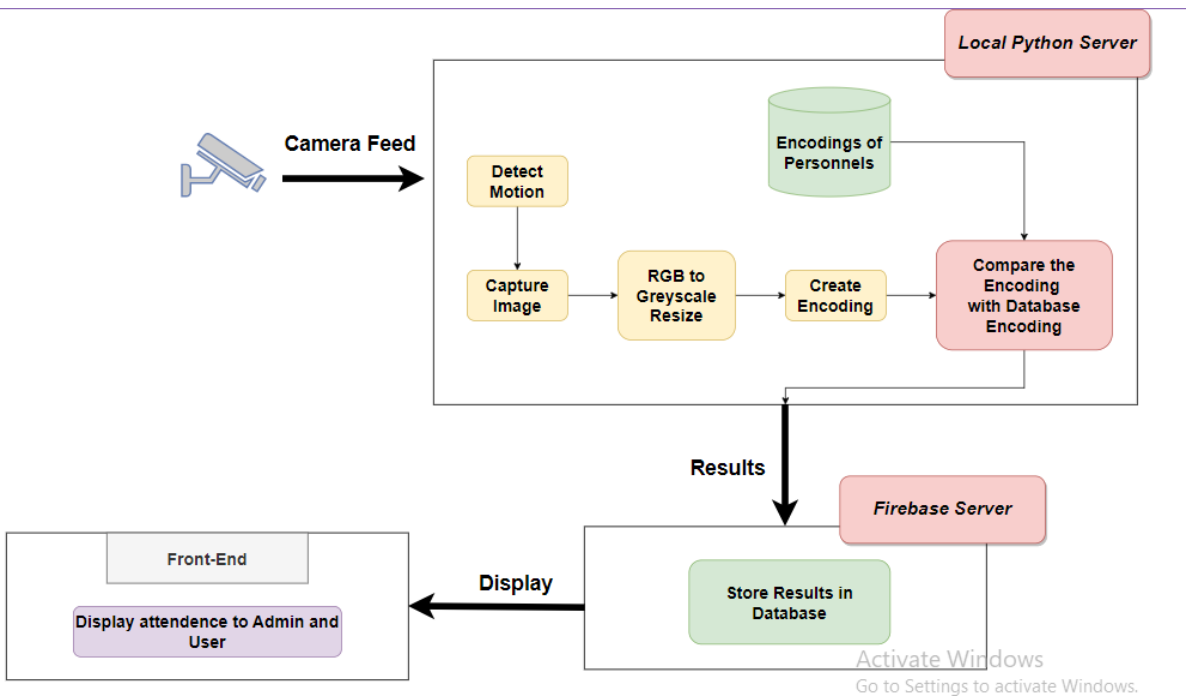 Local Python Server
Camera Feed
Encodings of
Personnels
Detect
Motion
Capture
Image
RGB to
Greyscale
Resize
Create
Encoding
Compare the
Encoding
with Database
Encoding
Results
Firebase Server
Front-End
Display
Store Results in
Database
Display attendence to Admin and
User
Activate Windows
Go to Settings to activate Windows.